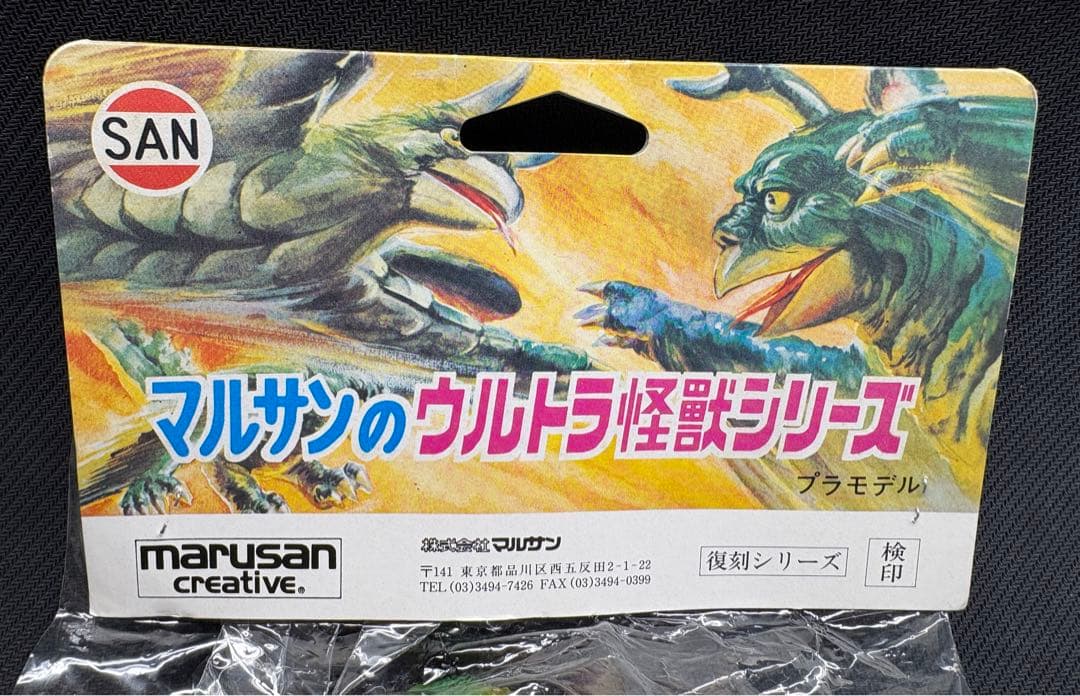 SAN
マルサンの ウルトラ怪獣シリーズ
プラモデル
marusan
creative®
株式会社 マルサン
〒141 東京都品川区西五反田2-1-22
TEL (03)3494-7426 FAX (03)3494-0399
復刻シリーズ
検
印